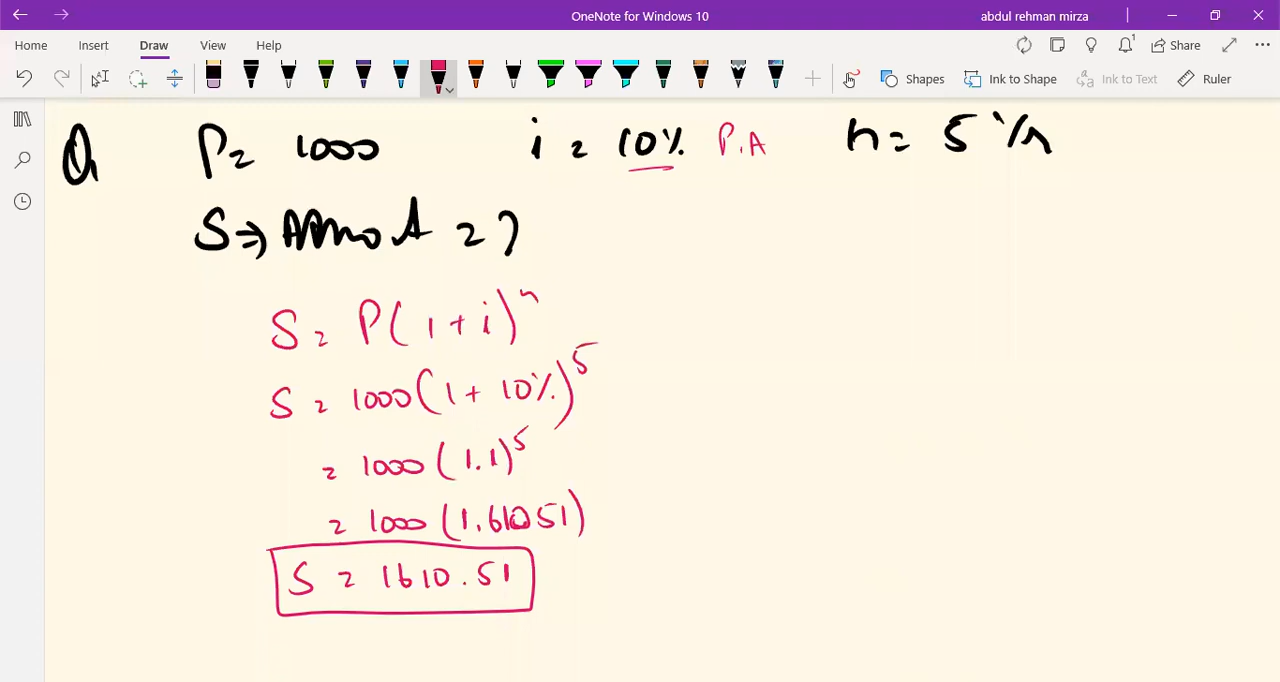 OneNote for Windows 10
abdul rehman mirza
Home Insert Draw View Help
Share
Shapes Ink to Shape Ink to Text Ruler
Q P = 1000 i = 10% P.A n = 5 Yr
S ⇒ = ?
S = P(1+i)^n
S = 1000(1+10%)^5
= 1000(1.1)^5
= 1000(1.61051)
S = 1610.51